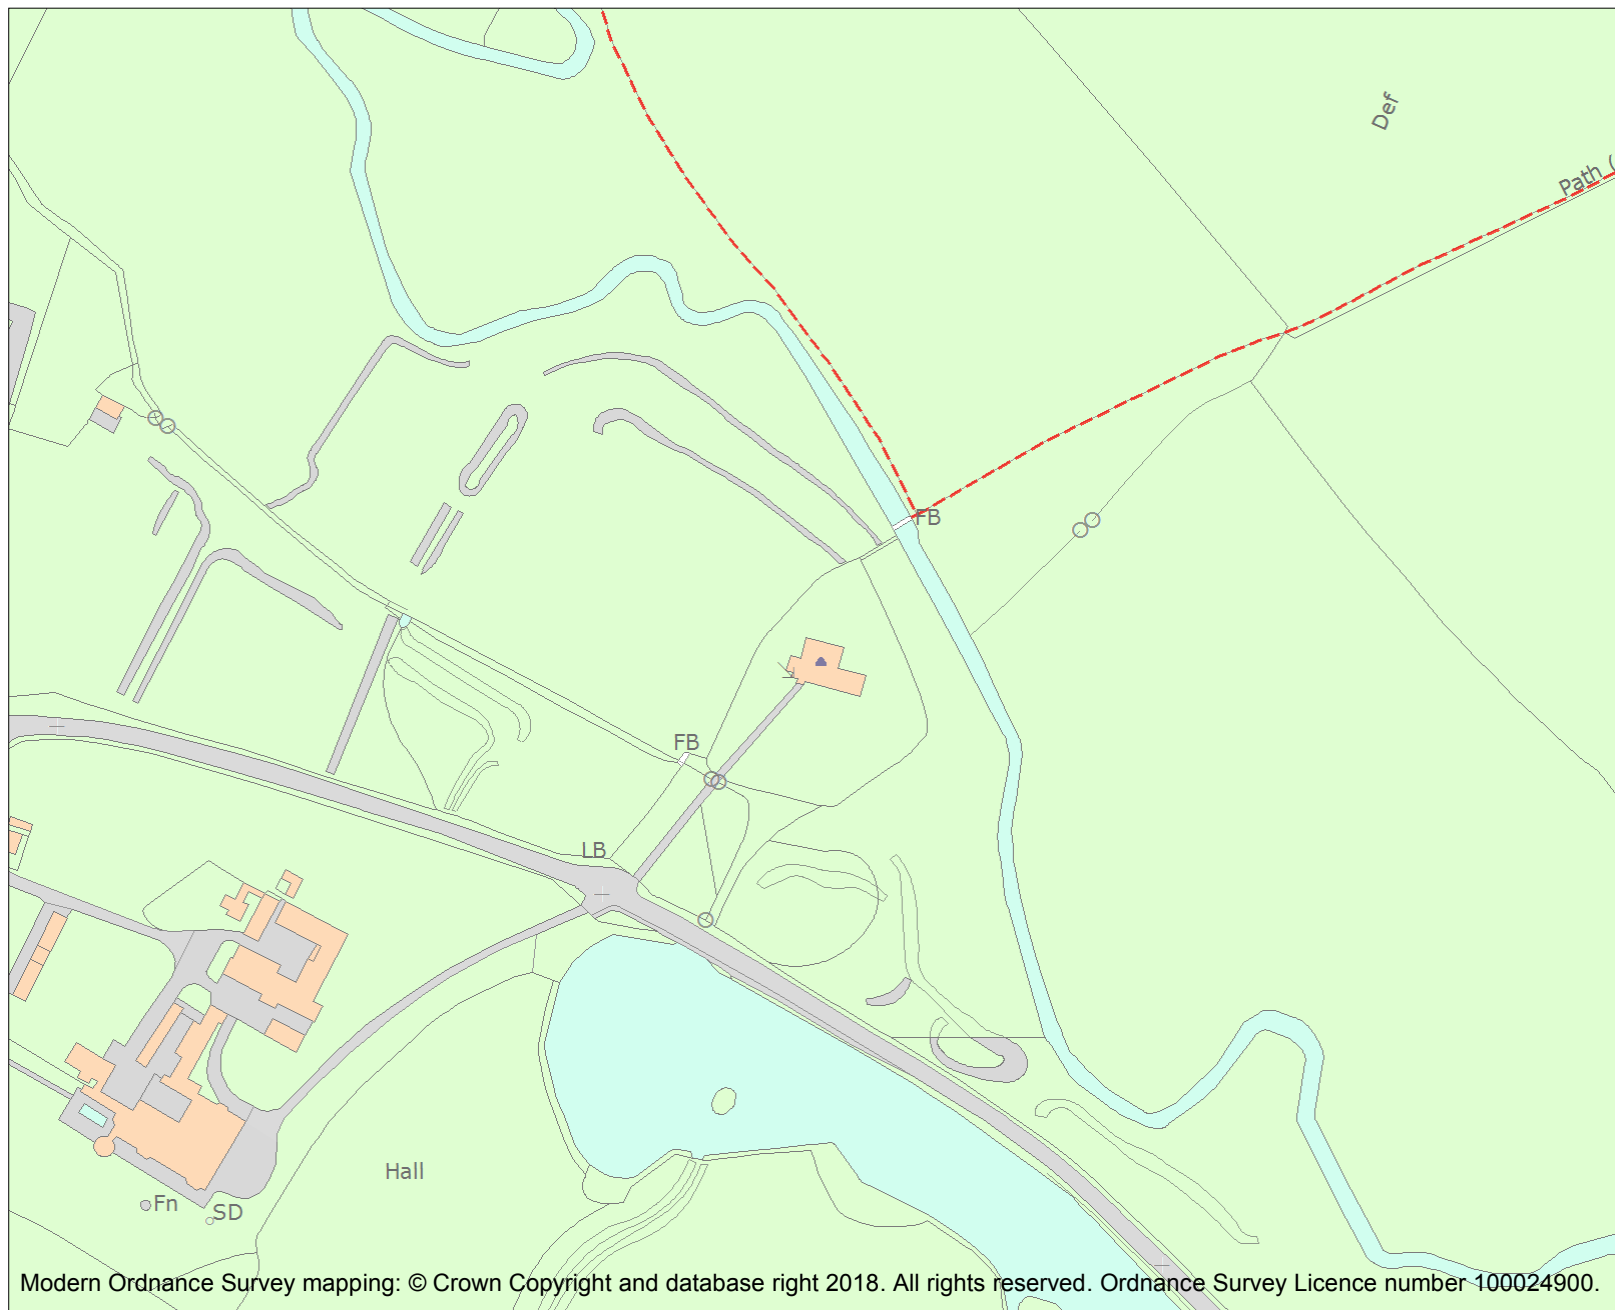 Def
Path (
FB
FB
LB
Hall
Fn
SD
Modern Ordnance Survey mapping: © Crown Copyright and database right 2018. All rights reserved. Ordnance Survey Licence number 100024900.